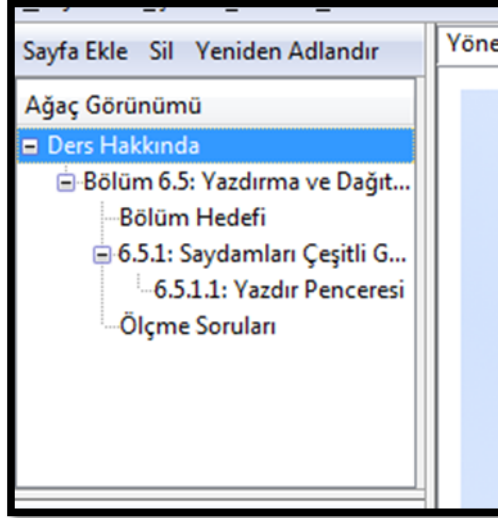 Sayfa Ekle Sil Yeniden Adlandır
Yöne
Ağaç Görünümü
Ders Hakkında
Bölüm 6.5: Yazdırma ve Dağıt...
Bölüm Hedefi
6.5.1: Saydamları Çeşitli G...
6.5.1.1: Yazdır Penceresi
Ölçme Soruları